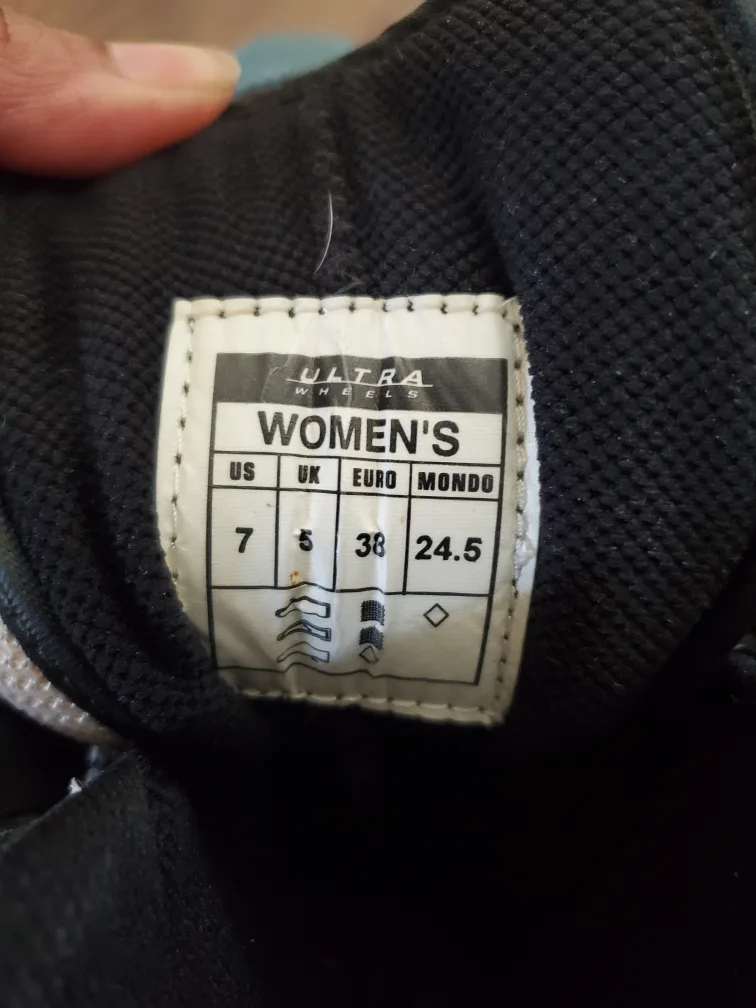 ULTRA
WHEELS
WOMEN'S
US UK EURO MONDO
7 5 38 24.5